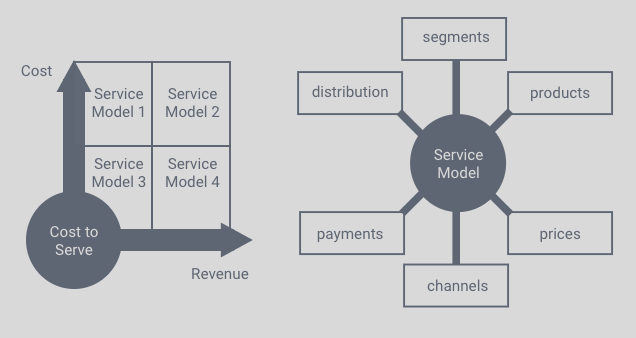 Cost
Service
Model 1
Service
Model 2
Service
Model 3
Service
Model 4
Cost to
Serve
Revenue
segments
distribution
products
Service
Model
payments
prices
channels